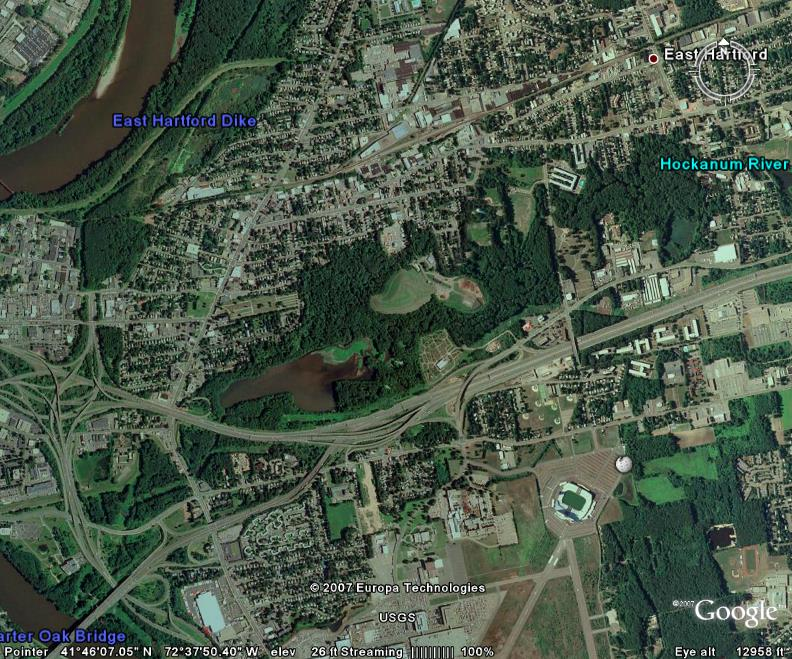 East Hartford
East Hartford Dike
Hockanum River
© 2007 Europa Technologies
USGS
©2007 Google™
arter Oak Bridge
Pointer 41°46'07.05" N 72°37'50.40" W elev 26 ft Streaming ||||||||| 100% Eye alt 12958 ft